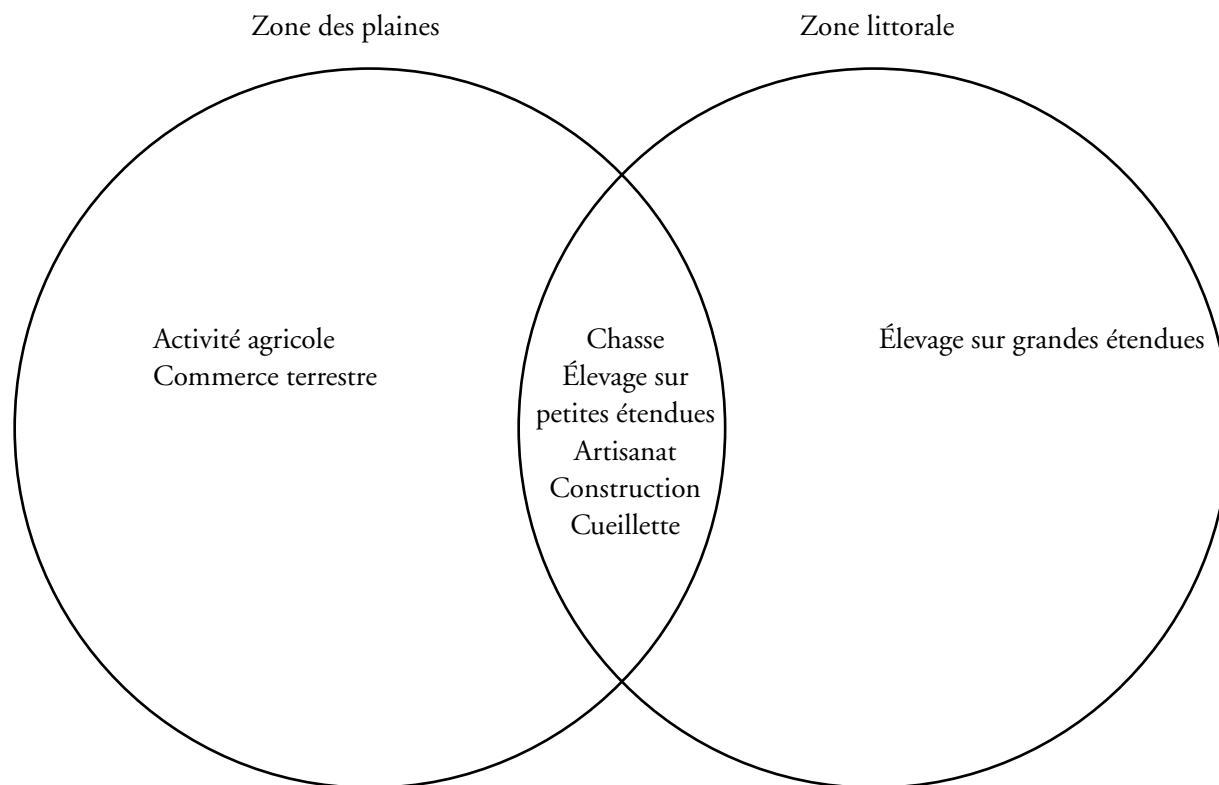 Zone des plaines
Zone littorale
Activité agricole
Commerce terrestre
Chasse
Élevage sur
petites étendues
Artisanat
Construction
Cueillette
Élevage sur grandes étendues